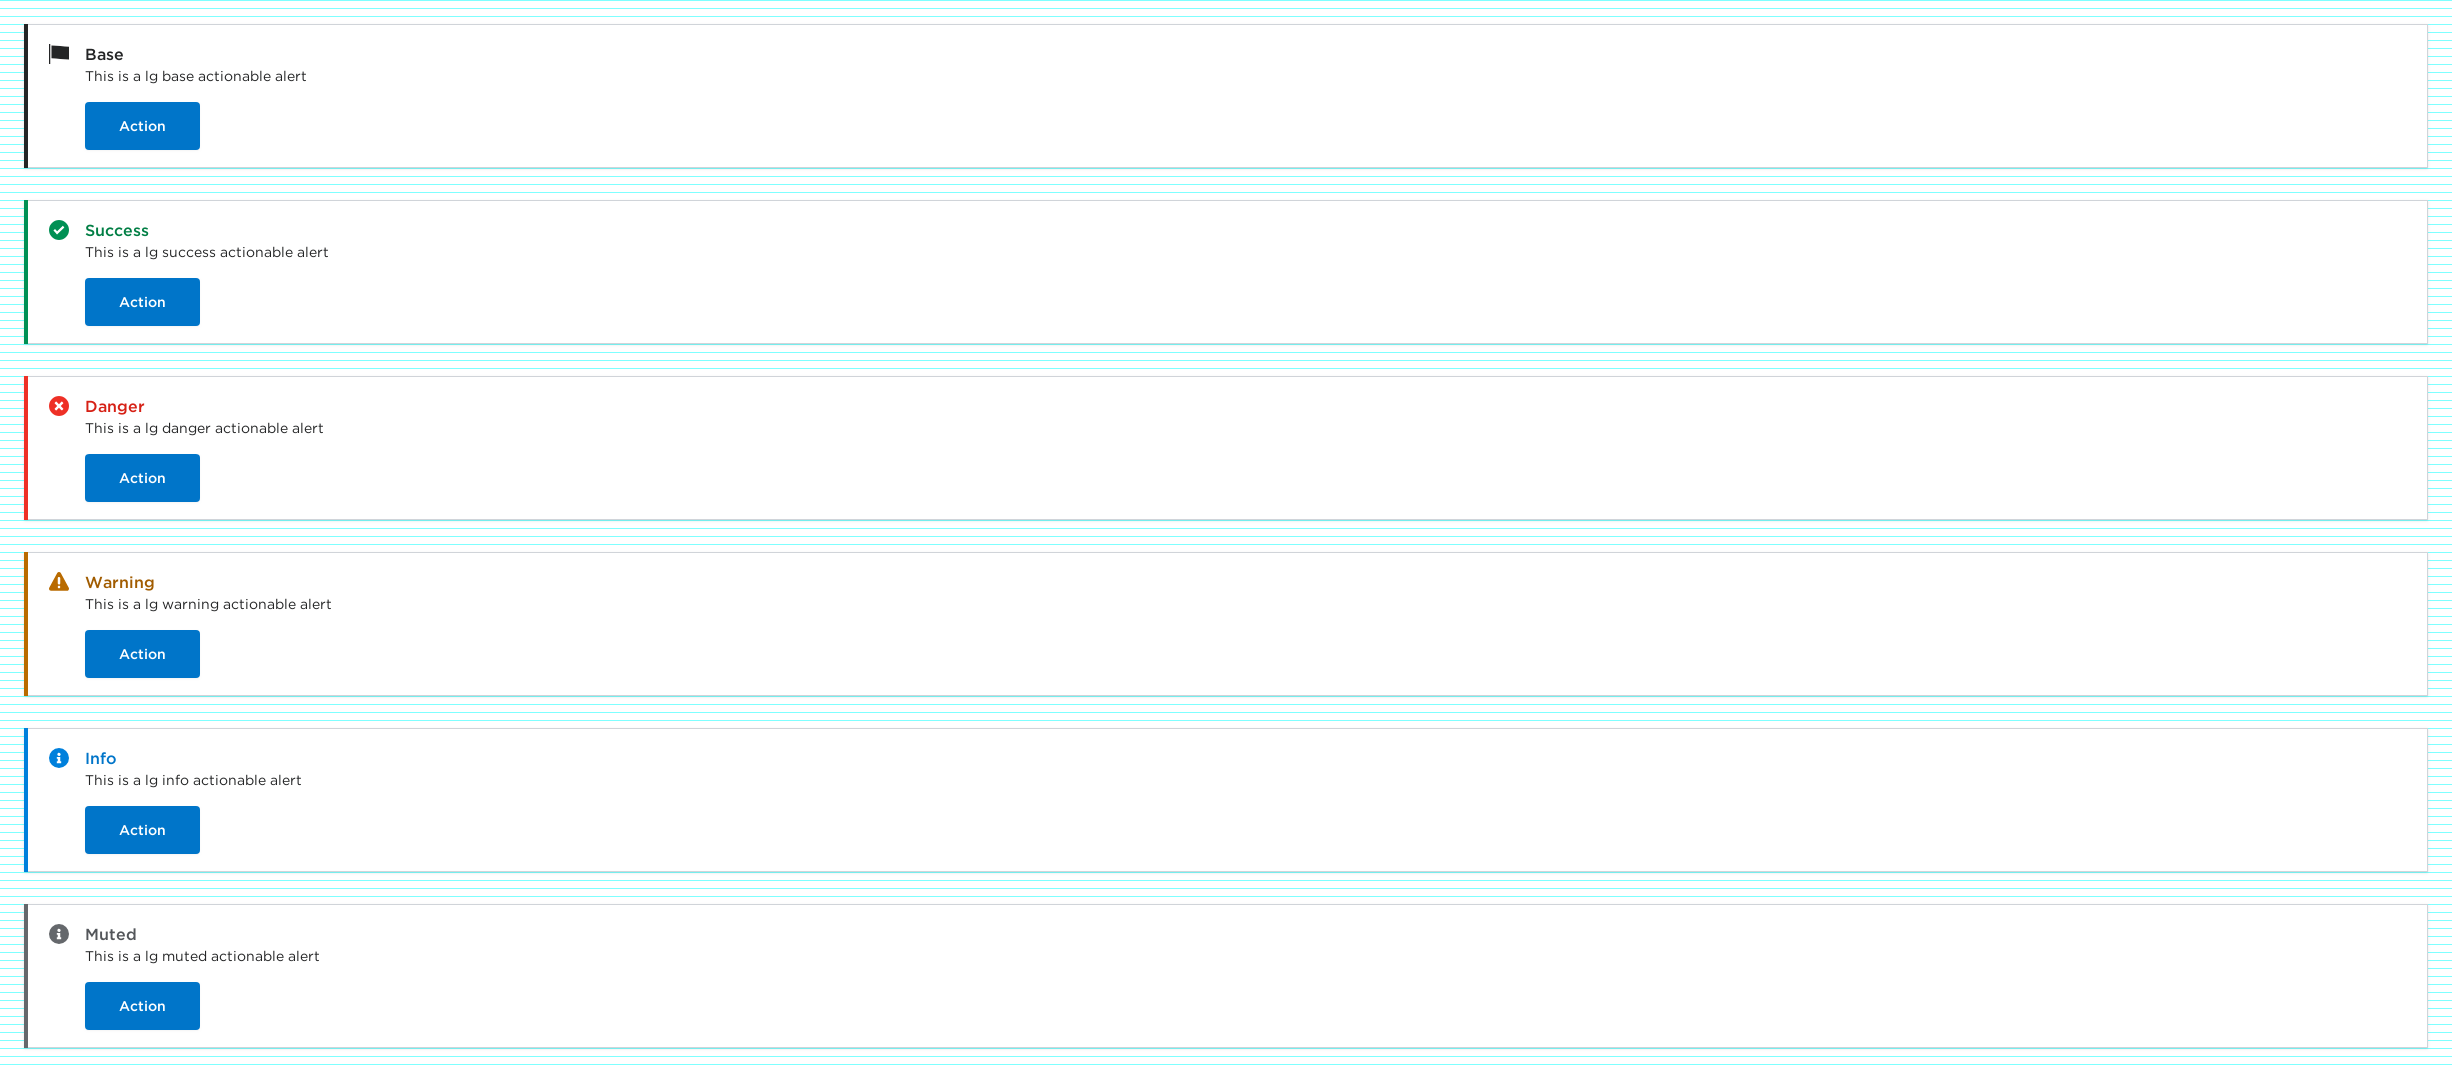 Base
This is a lg base actionable alert
Action
Success
This is a lg success actionable alert
Action
Danger
This is a lg danger actionable alert
Action
Warning
This is a lg warning actionable alert
Action
Info
This is a lg info actionable alert
Action
Muted
This is a lg muted actionable alert
Action